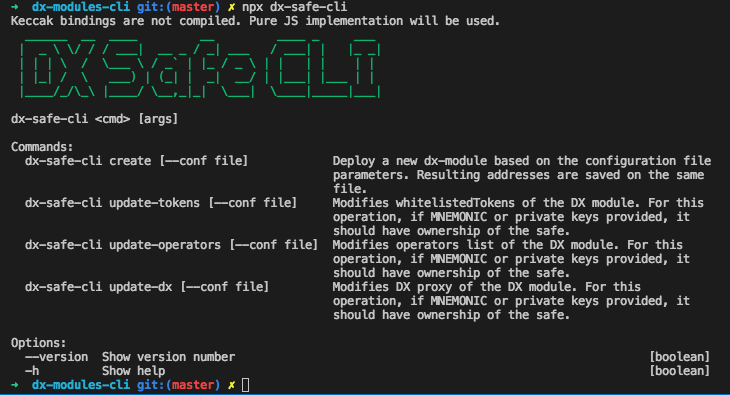 ➜  dx-modules-cli git:(master) ✗ npx dx-safe-cli
Keccak bindings are not compiled. Pure JS implementation will be used.
DX Safe CLI
dx-safe-cli <cmd> [args]
Commands:
dx-safe-cli create [--conf file]  Deploy a new dx-module based on the configuration file
parameters. Resulting addresses are saved on the same
file.
dx-safe-cli update-tokens [--conf file]  Modifies whitelistedTokens of the DX module. For this
operation, if MNEMONIC or private keys provided, it
should have ownership of the safe.
dx-safe-cli update-operators [--conf file]  Modifies operators list of the DX module. For this
operation, if MNEMONIC or private keys provided, it
should have ownership of the safe.
dx-safe-cli update-dx [--conf file]  Modifies DX proxy of the DX module. For this
operation, if MNEMONIC or private keys provided, it
should have ownership of the safe.
Options:
--version  Show version number  [boolean]
-h  Show help  [boolean]
➜  dx-modules-cli git:(master) ✗